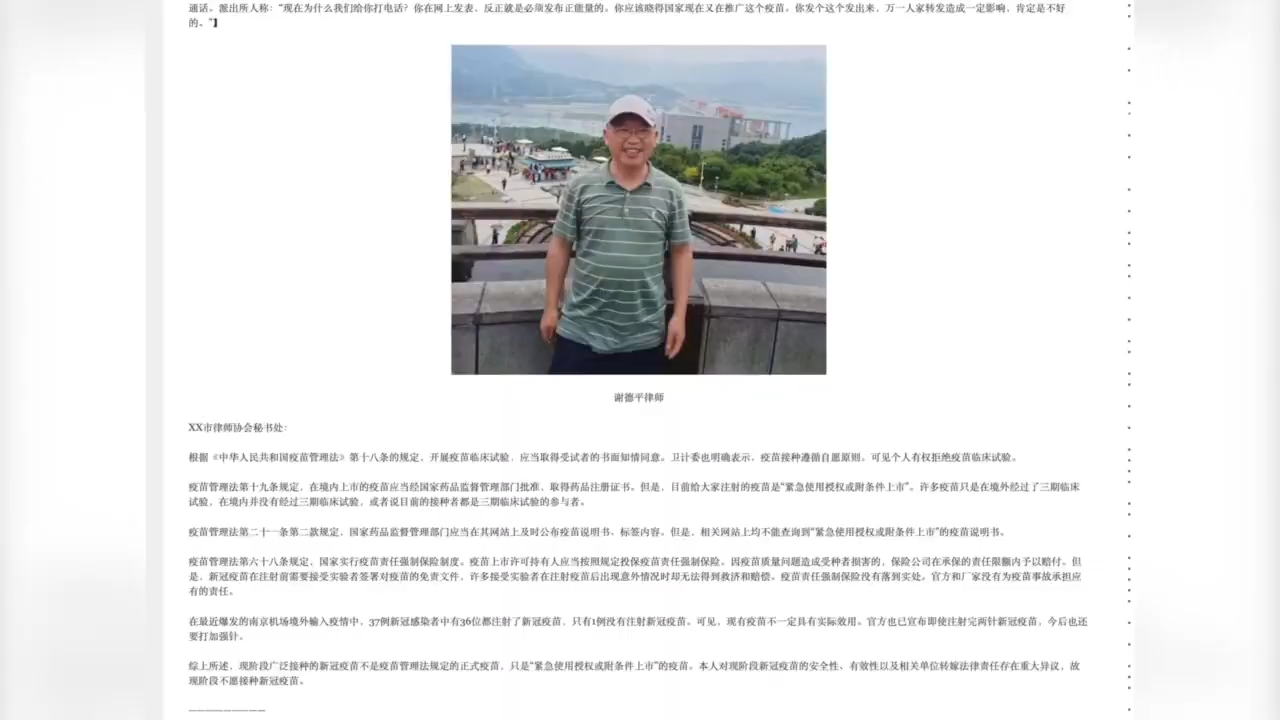 通话。派出所人称：“现在为什么我们给你打电话？你在网上发表、反正就是必须发布正能量的。你应该晓得国家现在又在推广这个疫苗。你发个这个发出来，万一人家转发造成一定影响，肯定是不好
的。”】
谢德平律师
XX市律师协会秘书处：
根据《中华人民共和国疫苗管理法》第十八条的规定，开展疫苗临床试验，应当取得受试者的书面知情同意。卫计委也明确表示，疫苗接种遵循自愿原则。可见个人有权拒绝疫苗临床试验。
疫苗管理法第十九条规定，在境内上市的疫苗应当经国家药品监督管理部门批准，取得药品注册证书。但是，目前给大家注射的疫苗是“紧急使用授权或附条件上市”。许多疫苗只是在境外经过了三期临床
试验，在境内并没有经过三期临床试验，或者说目前的接种者都是三期临床试验的参与者。
疫苗管理法第二十一条第二款规定，国家药品监督管理部门应当在其网站上及时公布疫苗说明书、标签内容。但是，相关网站上均不能查询到“紧急使用授权或附条件上市”的疫苗说明书。
疫苗管理法第六十八条规定，国家实行疫苗责任强制保险制度。疫苗上市许可持有人应当按照规定投保疫苗责任强制保险。因疫苗质量问题造成受种者损害的，保险公司在承保的责任限额内予以赔付。但
是，新冠疫苗在注射前需要接受实验者签署对疫苗的免责文件，许多接受实验者在注射疫苗后出现意外情况时却无法得到救济和赔偿。疫苗责任强制保险没有落到实处。官方和厂家没有为疫苗事故承担应
有的责任。
在最近爆发的南京机场境外输入疫情中，37例新冠感染者中有36位都注射了新冠疫苗，只有1例没有注射新冠疫苗。可见，现有疫苗不一定具有实际效用。官方也已宣布即使注射完两针新冠疫苗，今后也还
要打加强针。
综上所述，现阶段广泛接种的新冠疫苗不是疫苗管理法规定的正式疫苗，只是“紧急使用授权或附条件上市”的疫苗。本人对现阶段新冠疫苗的安全性、有效性以及相关单位转嫁法律责任存在重大异议，故
现阶段不愿接种新冠疫苗。